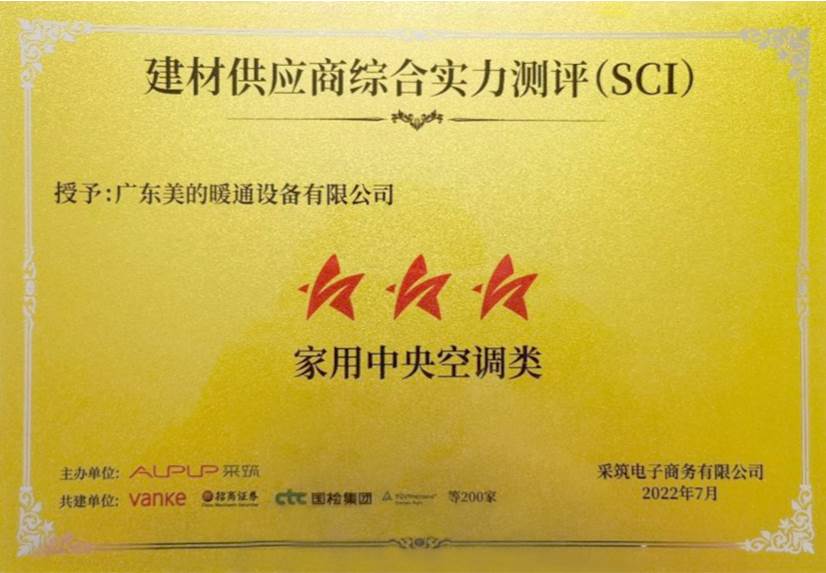 建材供应商综合实力测评(SCI)
授予:广东美的暖通设备有限公司
家用中央空调类
主办单位: AUPUP 采筑
共建单位: vanke 招商证券 ctc 国检集团 等200家
采筑电子商务有限公司
2022年7月